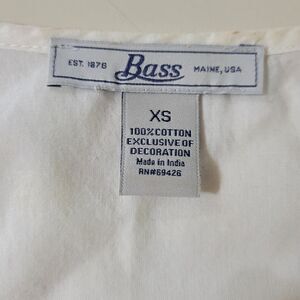 EST. 1876 Bass MAINE, USA
XS
100% COTTON
EXCLUSIVE OF
DECORATION
Made in India
RN#69426